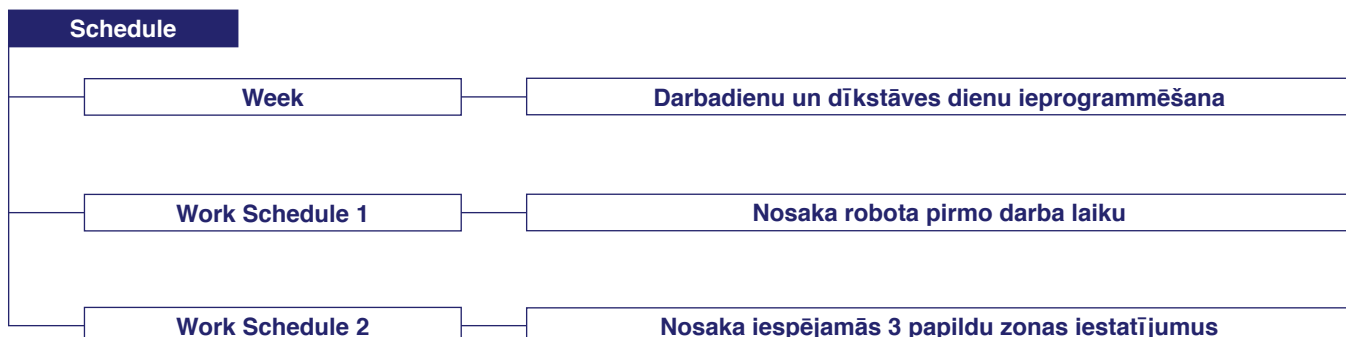 Schedule
Week
Darbadienu un dīkstāves dienu ieprogrammēšana
Work Schedule 1
Nosaka robota pirmo darba laiku
Work Schedule 2
Nosaka iespējamās 3 papildu zonas iestatījumus